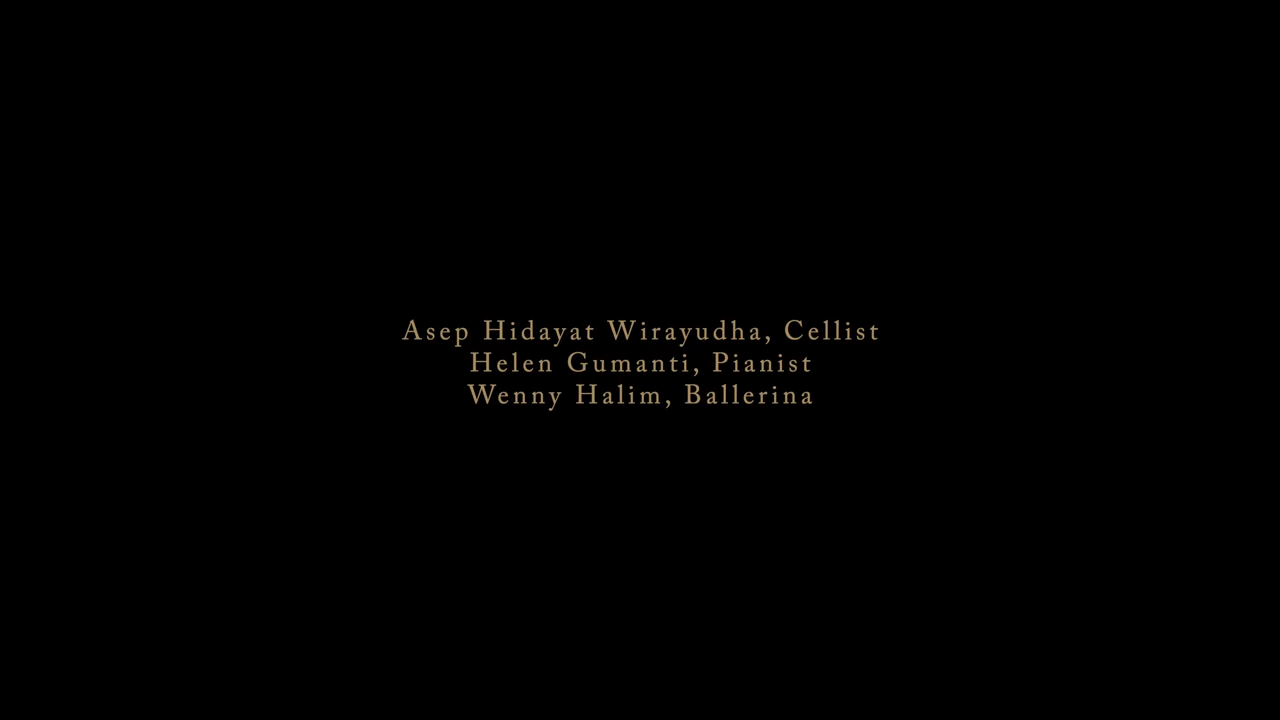 Asep Hidayat Wirayudha, Cellist
Helen Gumanti, Pianist
Wenny Halim, Ballerina